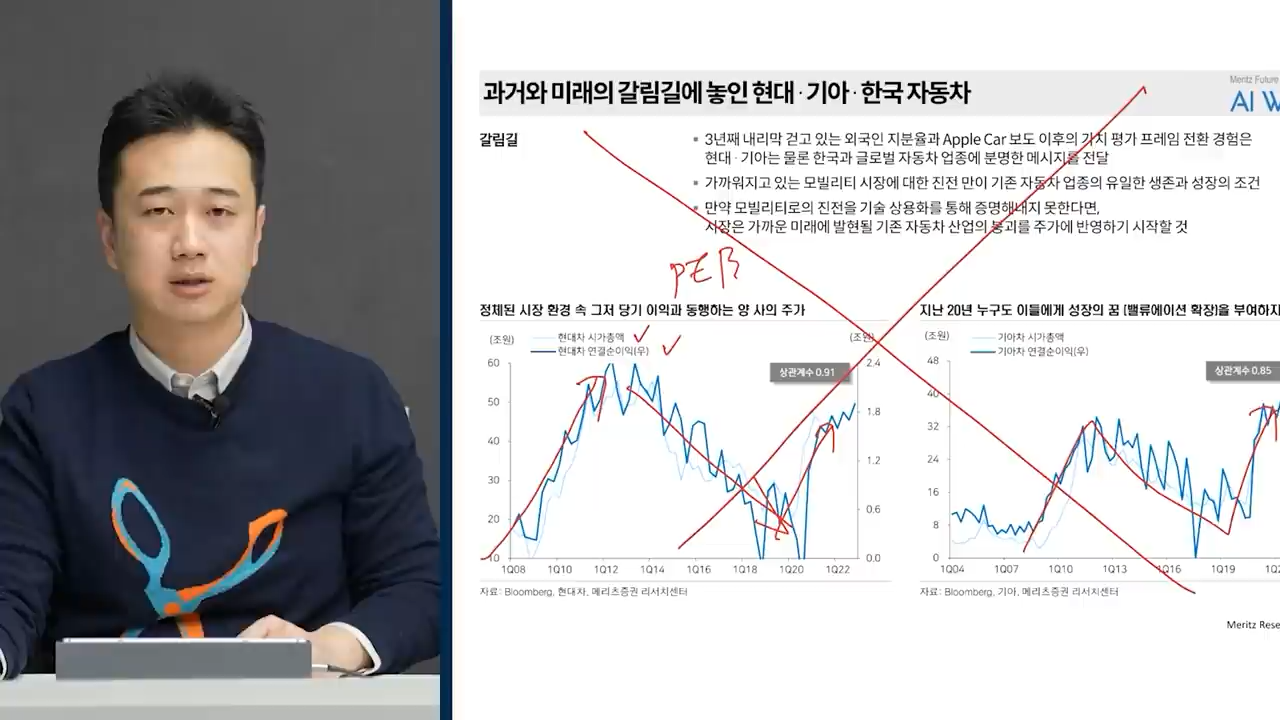 Meritz Future
AI W
과거와 미래의 갈림길에 놓인 현대·기아·한국 자동차
갈림길
▪ 3년째 내리막 걷고 있는 외국인 지분율과 Apple Car 보도 이후의 가치 평가 프레임 전환 경험은
현대·기아는 물론 한국과 글로벌 자동차 업종에 분명한 메시지를 전달
▪ 가까워지고 있는 모빌리티 시장에 대한 진전 만이 기존 자동차 업종의 유일한 생존과 성장의 조건
▪ 만약 모빌리티로의 진전을 기술 상용화를 통해 증명해내지 못한다면,
시장은 가까운 미래에 발현될 기존 자동차 산업의 붕괴를 주가에 반영하기 시작할 것
정체된 시장 환경 속 그저 당기 이익과 동행하는 양 사의 주가
(조원)
현대차 시가총액
현대차 연결순이익(우)
(조원)
상관계수 0.91
60
50
40
30
20
10
2.4
1.8
1.2
0.6
0.0
1Q08 1Q10 1Q12 1Q14 1Q16 1Q18 1Q20 1Q22
자료: Bloomberg, 현대차, 메리츠증권 리서치센터
지난 20년 누구도 이들에게 성장의 꿈 (밸류에이션 확장)을 부여하지
(조원)
기아차 시가총액
기아차 연결순이익(우)
상관계수 0.85
48
40
32
24
16
8
0
1Q04 1Q07 1Q10 1Q13 1Q16 1Q19 1Q2
자료: Bloomberg, 기아, 메리츠증권 리서치센터
Meritz Rese